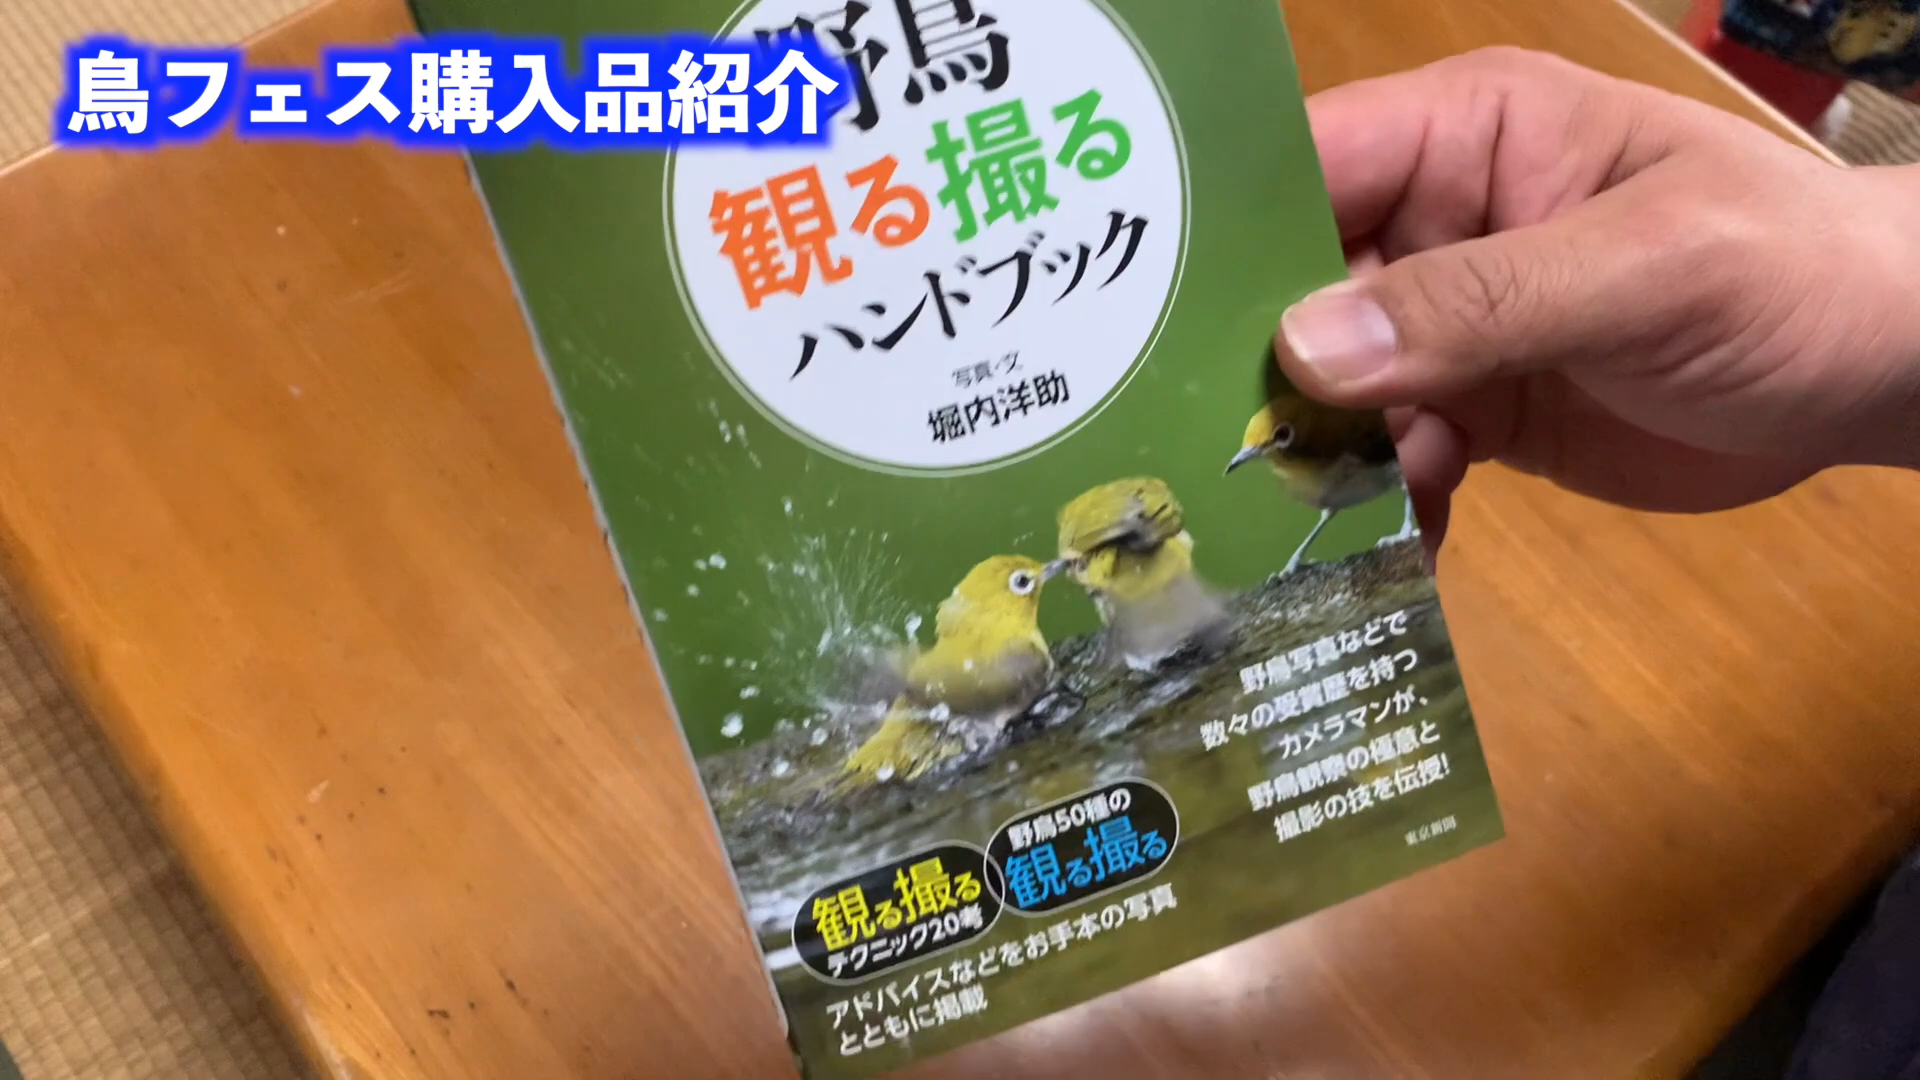 鳥フェス購入品紹介
野鳥
観る撮る
ハンドブック
写真・文
堀内洋助
野鳥写真などで
数々の受賞歴を持つ
カメラマンが、
野鳥観察の極意と
撮影の技を伝授!
東京新聞
観る撮る
テクニック20考
野鳥50種の
観る撮る
アドバイスなどをお手本の写真
とともに掲載